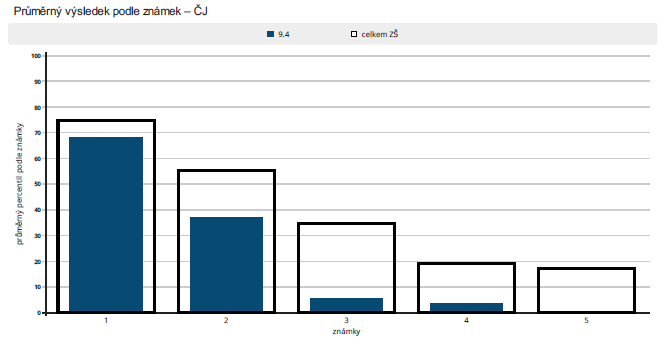 Průměrný výsledek podle známek – ČJ
9.4 celkem ZŠ
100
90
80
70
60
50
40
30
20
10
0
průměrný percentil podle známky
1 2 3 4 5
známky